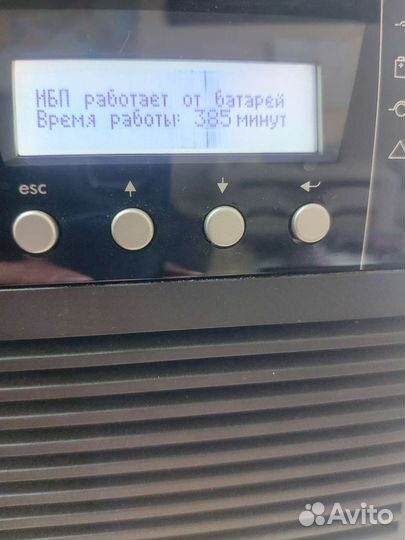 ИБП работает от батарей
Время работы: 385 минут
esc
Avito